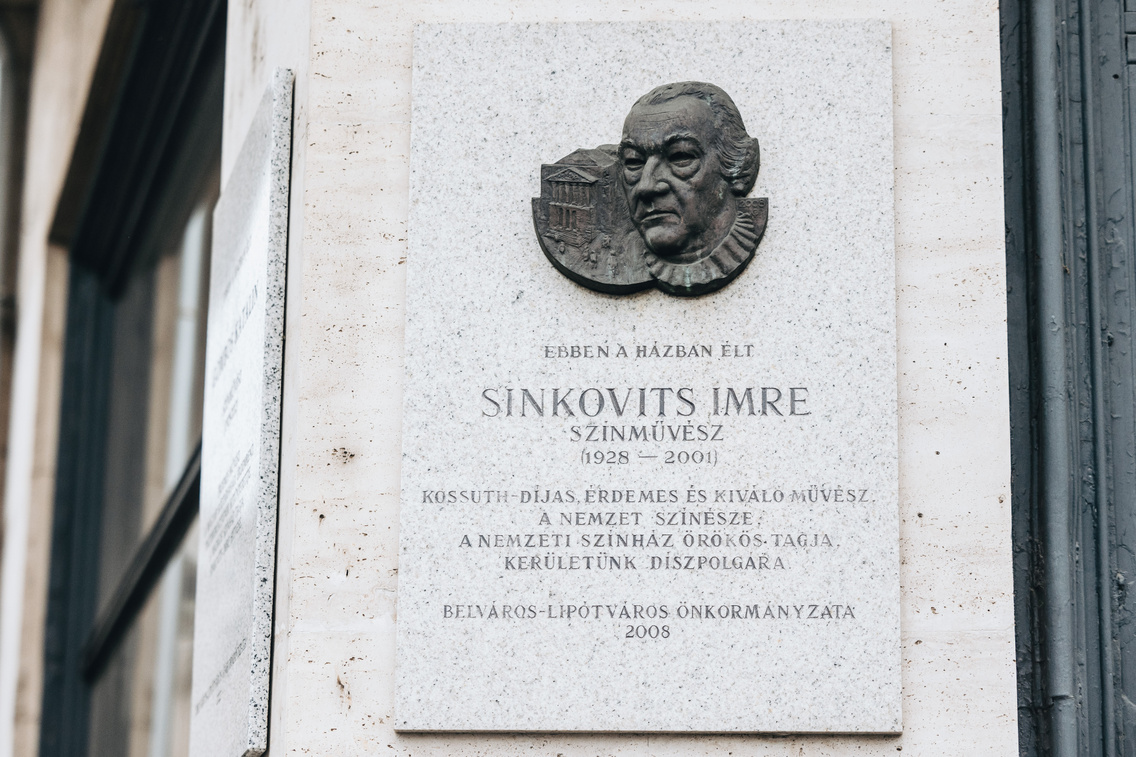 EBBEN A HÁZBAN ÉLT
SINKOVITS IMRE
SZÍNMŰVÉSZ
(1928 — 2001)
KOSSUTH-DÍJAS, ÉRDEMES ÉS KIVÁLÓ MŰVÉSZ,
A NEMZET SZÍNÉSZE,
A NEMZETI SZÍNHÁZ ÖRÖKÖS TAGJA,
KERÜLETÜNK DÍSZPOLGÁRA
BELVÁROS-LIPÓTVÁROS ÖNKORMÁNYZATA
2008